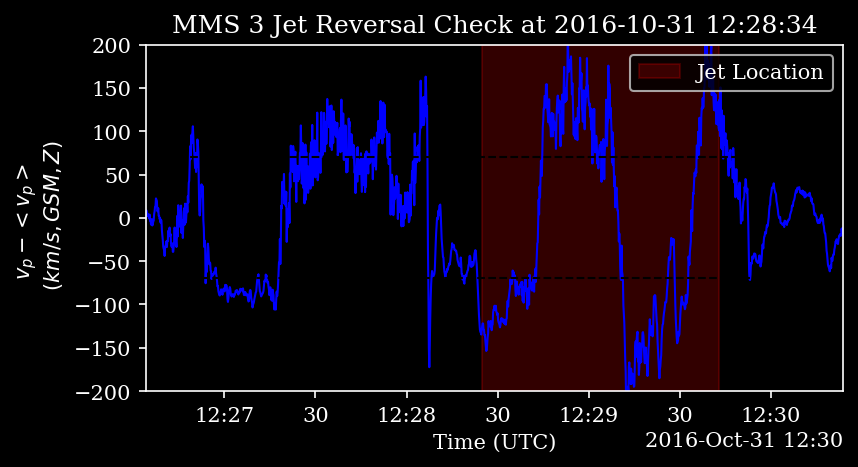 MMS 3 Jet Reversal Check at 2016-10-31 12:28:34
Jet Location
200
150
100
50
0
−50
−100
−150
−200
v_p − < v_p >
(km/s, GSM, Z)
12:27
30
12:28
30
12:29
30
12:30
Time (UTC)
2016-Oct-31 12:30